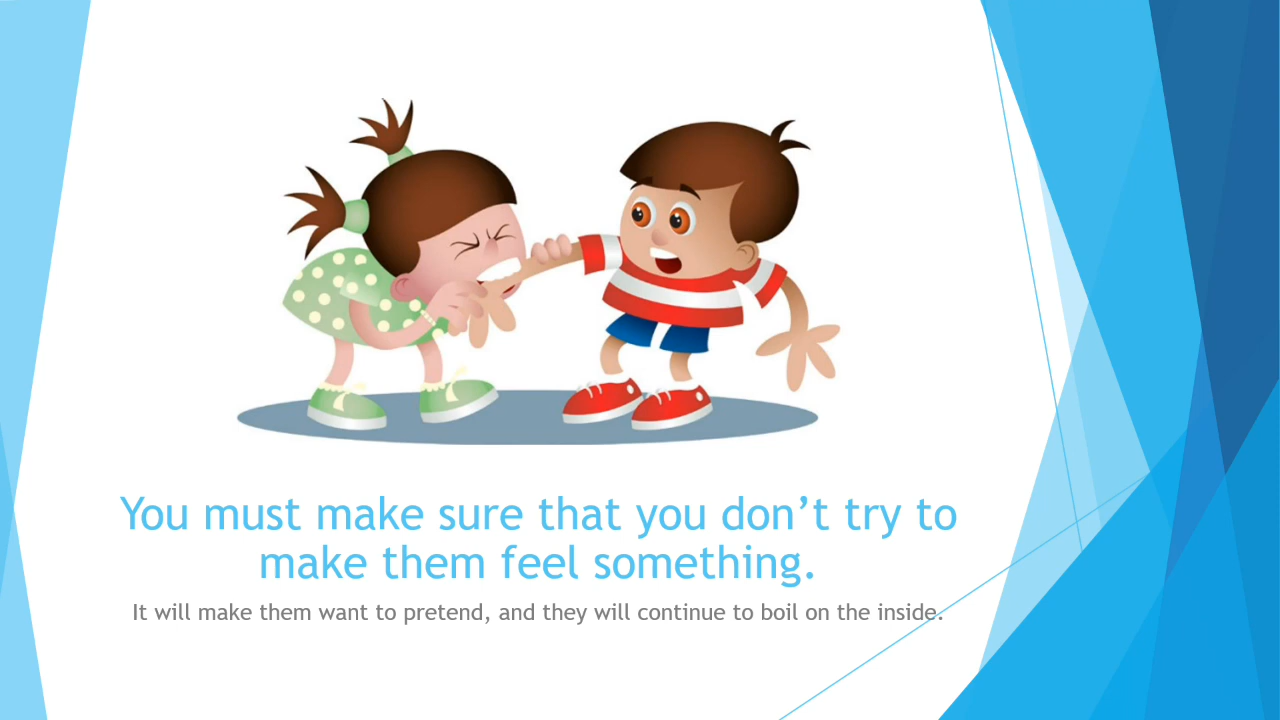 You must make sure that you don’t try to
make them feel something.
It will make them want to pretend, and they will continue to boil on the inside.